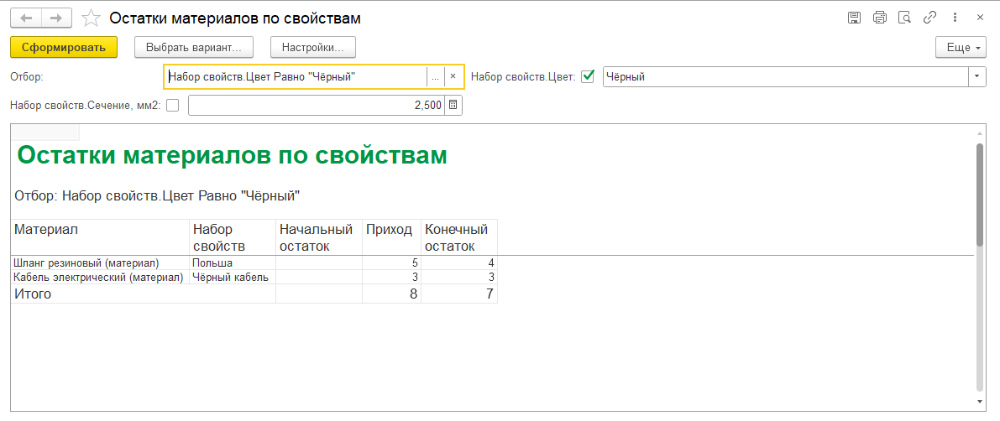 Остатки материалов по свойствам
Сформировать Выбрать вариант... Настройки... Еще
Отбор: Набор свойств.Цвет Равно "Чёрный" ... × Набор свойств.Цвет: Чёрный
Набор свойств.Сечение, мм2: 2,500
Остатки материалов по свойствам
Отбор: Набор свойств.Цвет Равно "Чёрный"
Материал Набор Начальный Приход Конечный
свойств остаток остаток
Шланг резиновый (материал) Польша 5 4
Кабель электрический (материал) Чёрный кабель 3 3
Итого 8 7